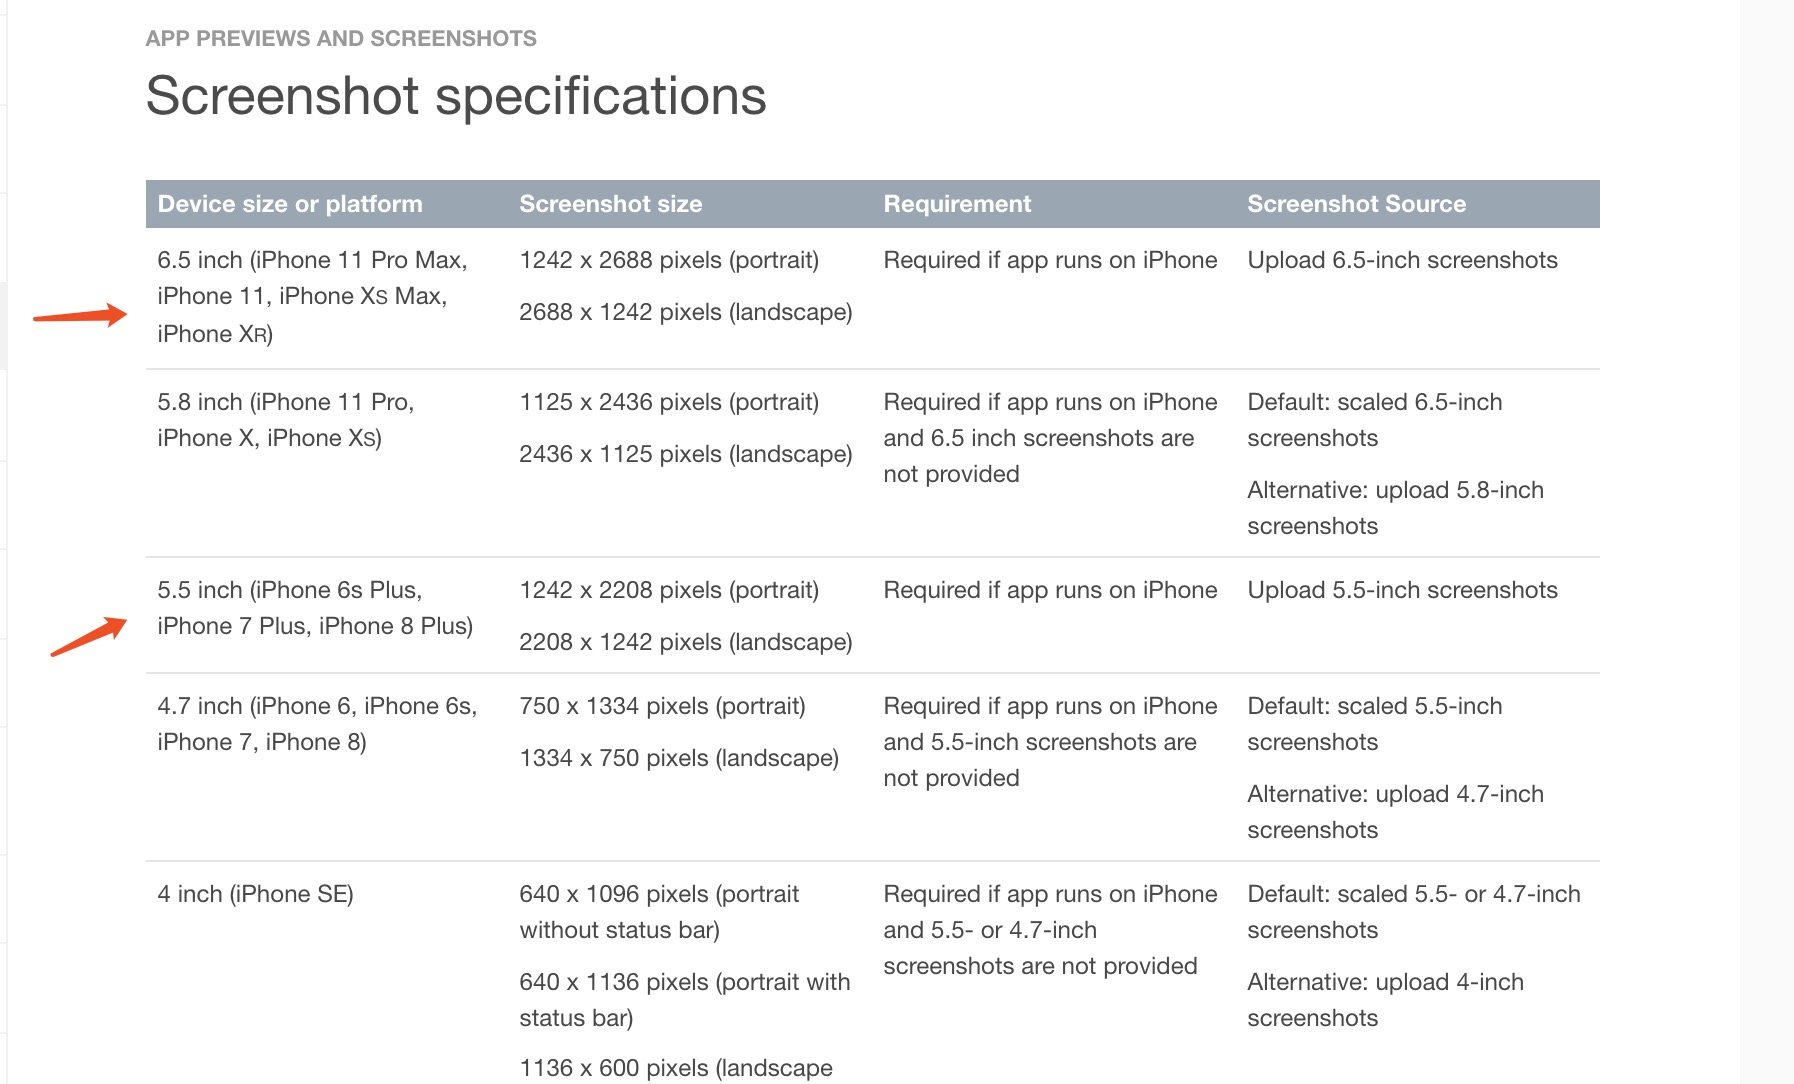 APP PREVIEWS AND SCREENSHOTS
Screenshot specifications
Device size or platform Screenshot size Requirement Screenshot Source
6.5 inch (iPhone 11 Pro Max,
iPhone 11, iPhone XS Max,
iPhone XR)
1242 x 2688 pixels (portrait)
2688 x 1242 pixels (landscape)
Required if app runs on iPhone
Upload 6.5-inch screenshots
5.8 inch (iPhone 11 Pro,
iPhone X, iPhone XS)
1125 x 2436 pixels (portrait)
2436 x 1125 pixels (landscape)
Required if app runs on iPhone
and 6.5 inch screenshots are
not provided
Default: scaled 6.5-inch
screenshots
Alternative: upload 5.8-inch
screenshots
5.5 inch (iPhone 6s Plus,
iPhone 7 Plus, iPhone 8 Plus)
1242 x 2208 pixels (portrait)
2208 x 1242 pixels (landscape)
Required if app runs on iPhone
Upload 5.5-inch screenshots
4.7 inch (iPhone 6, iPhone 6s,
iPhone 7, iPhone 8)
750 x 1334 pixels (portrait)
1334 x 750 pixels (landscape)
Required if app runs on iPhone
and 5.5-inch screenshots are
not provided
Default: scaled 5.5-inch
screenshots
Alternative: upload 4.7-inch
screenshots
4 inch (iPhone SE)
640 x 1096 pixels (portrait
without status bar)
640 x 1136 pixels (portrait with
status bar)
1136 x 600 pixels (landscape
Required if app runs on iPhone
and 5.5- or 4.7-inch
screenshots are not provided
Default: scaled 5.5- or 4.7-inch
screenshots
Alternative: upload 4-inch
screenshots